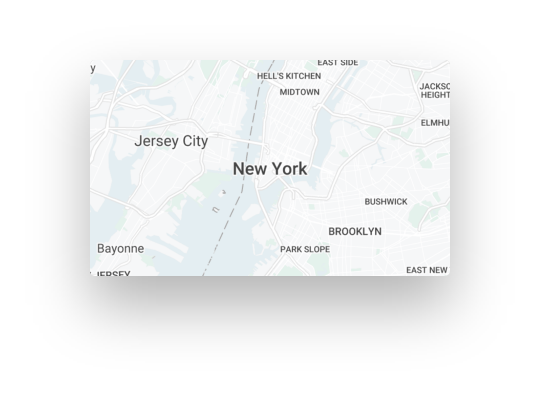 y
EAST SIDE
HELL'S KITCHEN
MIDTOWN
JACKSO
HEIGHT
ELMHU
Jersey City
New York
BUSHWICK
BROOKLYN
Bayonne
PARK SLOPE
JERSEY
EAST NEW